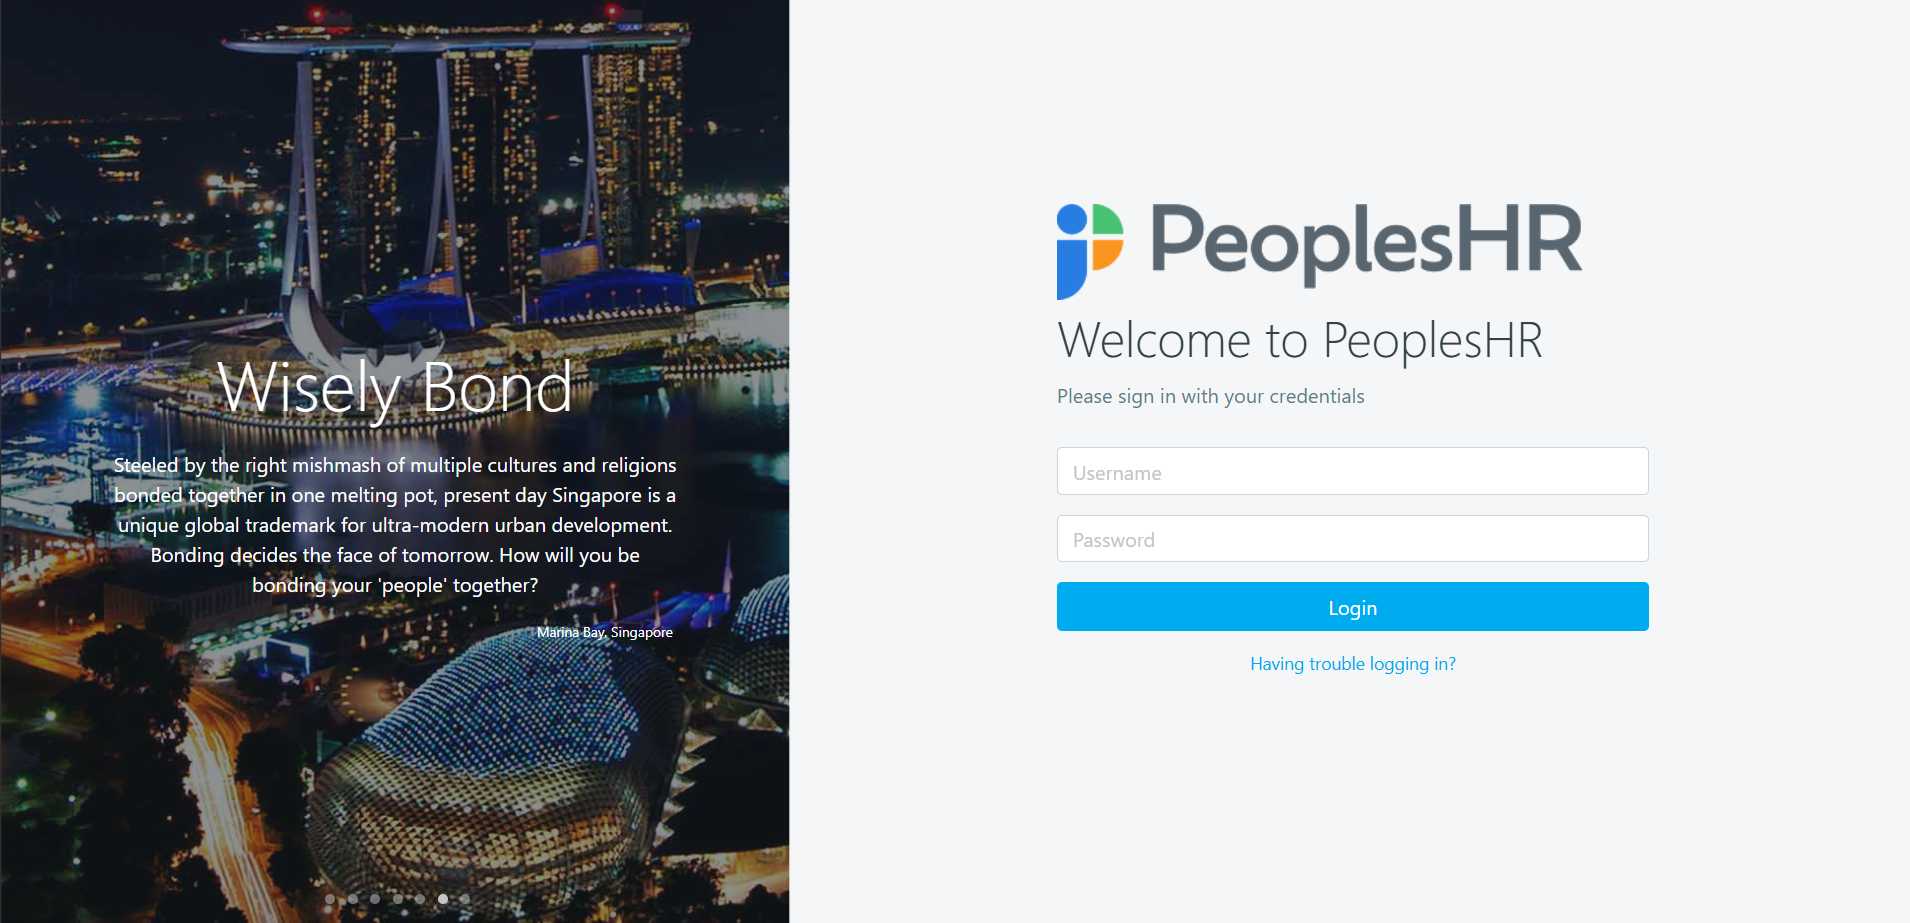 Wisely Bond
Steeled by the right mishmash of multiple cultures and religions
bonded together in one melting pot, present day Singapore is a
unique global trademark for ultra-modern urban development.
Bonding decides the face of tomorrow. How will you be
bonding your 'people' together?
Marina Bay, Singapore
PeoplesHR
Welcome to PeoplesHR
Please sign in with your credentials
Username
Password
Login
Having trouble logging in?